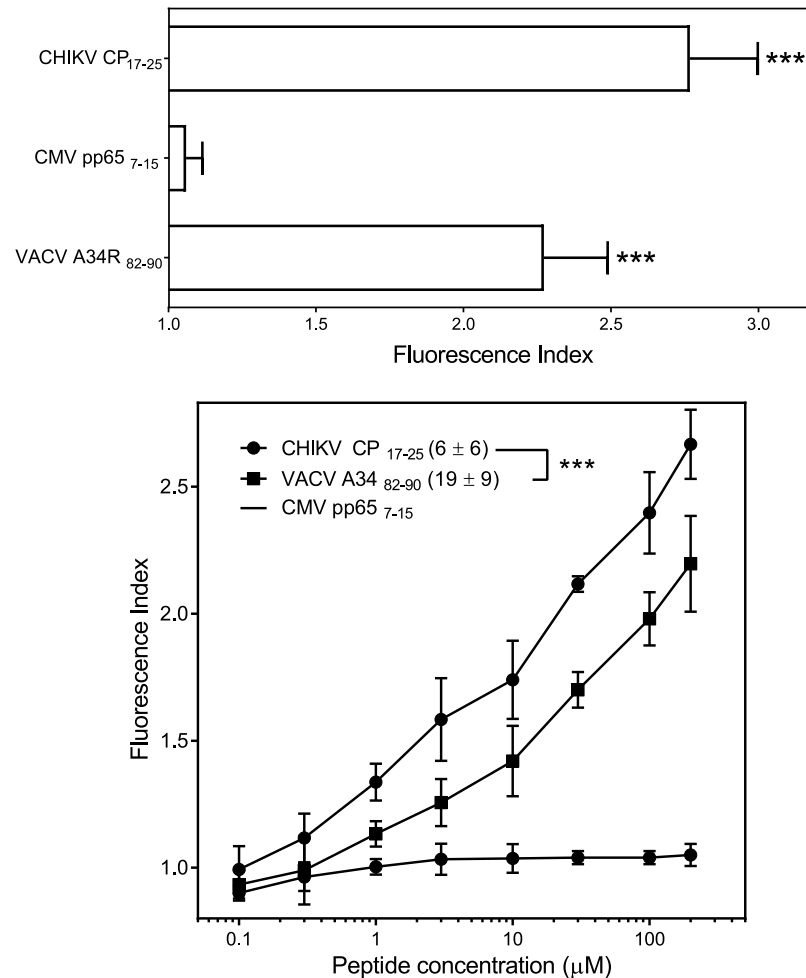 CHIKV CP17-25
***
CMV pp65 7-15
VACV A34R 82-90
***
1.0 1.5 2.0 2.5 3.0
Fluorescence Index
CHIKV CP 17-25 (6 ± 6)
***
VACV A34 82-90 (19 ± 9)
CMV pp65 7-15
2.5
2.0
1.5
1.0
Fluorescence Index
0.1 1 10 100
Peptide concentration (μM)